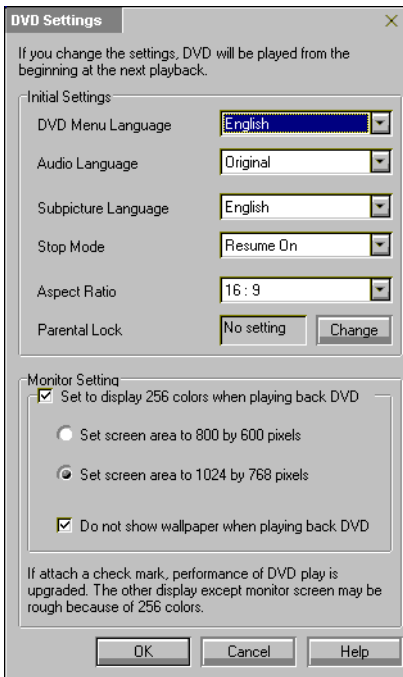 DVD Settings
If you change the settings, DVD will be played from the
beginning at the next playback.
Initial Settings
DVD Menu Language English
Audio Language Original
Subpicture Language English
Stop Mode Resume On
Aspect Ratio 16 : 9
Parental Lock No setting Change
Monitor Setting
Set to display 256 colors when playing back DVD
Set screen area to 800 by 600 pixels
Set screen area to 1024 by 768 pixels
Do not show wallpaper when playing back DVD
If attach a check mark, performance of DVD play is
upgraded. The other display except monitor screen may be
rough because of 256 colors.
OK Cancel Help